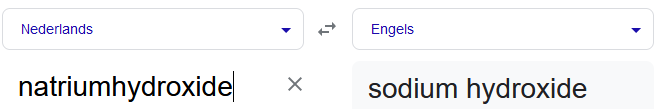 Nederlands
Engels
natriumhydroxide
sodium hydroxide